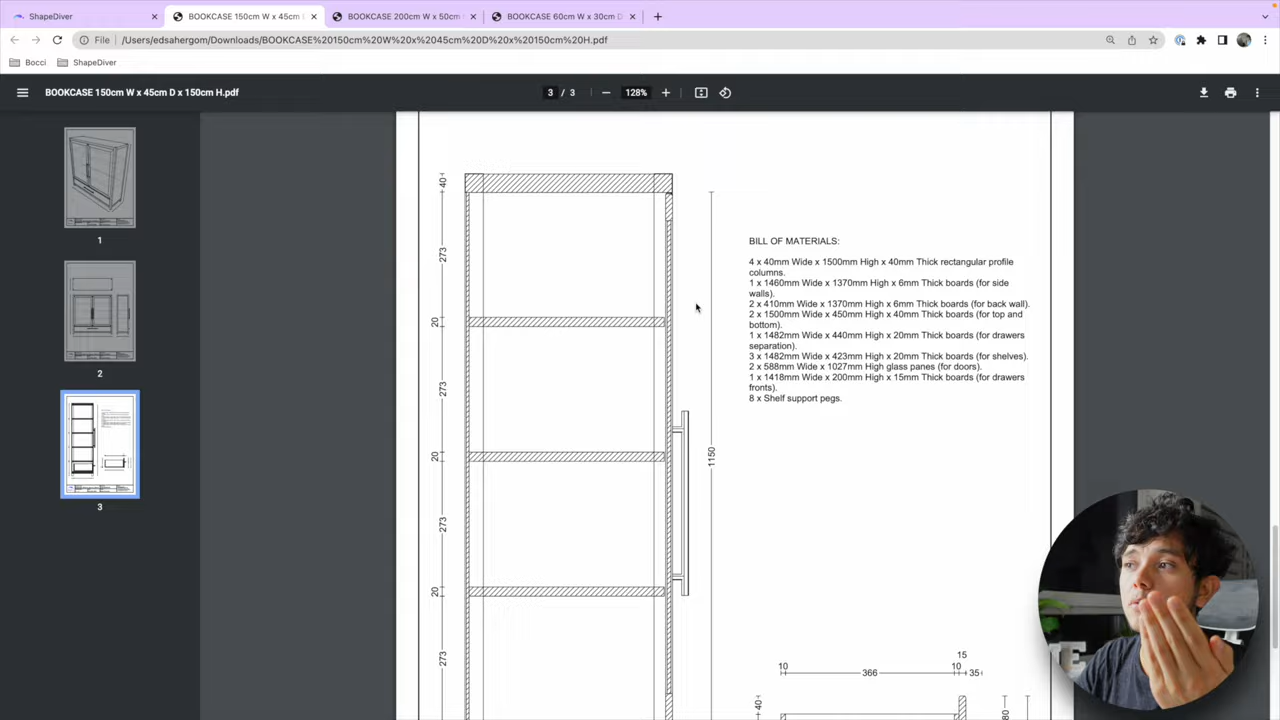 ShapeDiver
BOOKCASE 150cm W x 45cm
BOOKCASE 200cm W x 50cm
BOOKCASE 60cm W x 30cm D
File
/Users/edsahergom/Downloads/BOOKCASE%20150cm%20W%20x%2045cm%20D%20x%20150cm%20H.pdf
Bocci
ShapeDiver
BOOKCASE 150cm W x 45cm D x 150cm H.pdf
3 / 3
128%
1
2
3
40
273
20
273
20
273
20
273
1150
BILL OF MATERIALS:
4 x 40mm Wide x 1500mm High x 40mm Thick rectangular profile
columns.
1 x 1460mm Wide x 1370mm High x 6mm Thick boards (for side
walls).
2 x 410mm Wide x 1370mm High x 6mm Thick boards (for back wall).
2 x 1500mm Wide x 450mm High x 40mm Thick boards (for top and
bottom).
1 x 1482mm Wide x 440mm High x 20mm Thick boards (for drawers
separation).
3 x 1482mm Wide x 423mm High x 20mm Thick boards (for shelves).
2 x 588mm Wide x 1027mm High glass panes (for doors).
1 x 1418mm Wide x 200mm High x 15mm Thick boards (for drawers
fronts).
8 x Shelf support pegs.
15
10
366
10
35
40